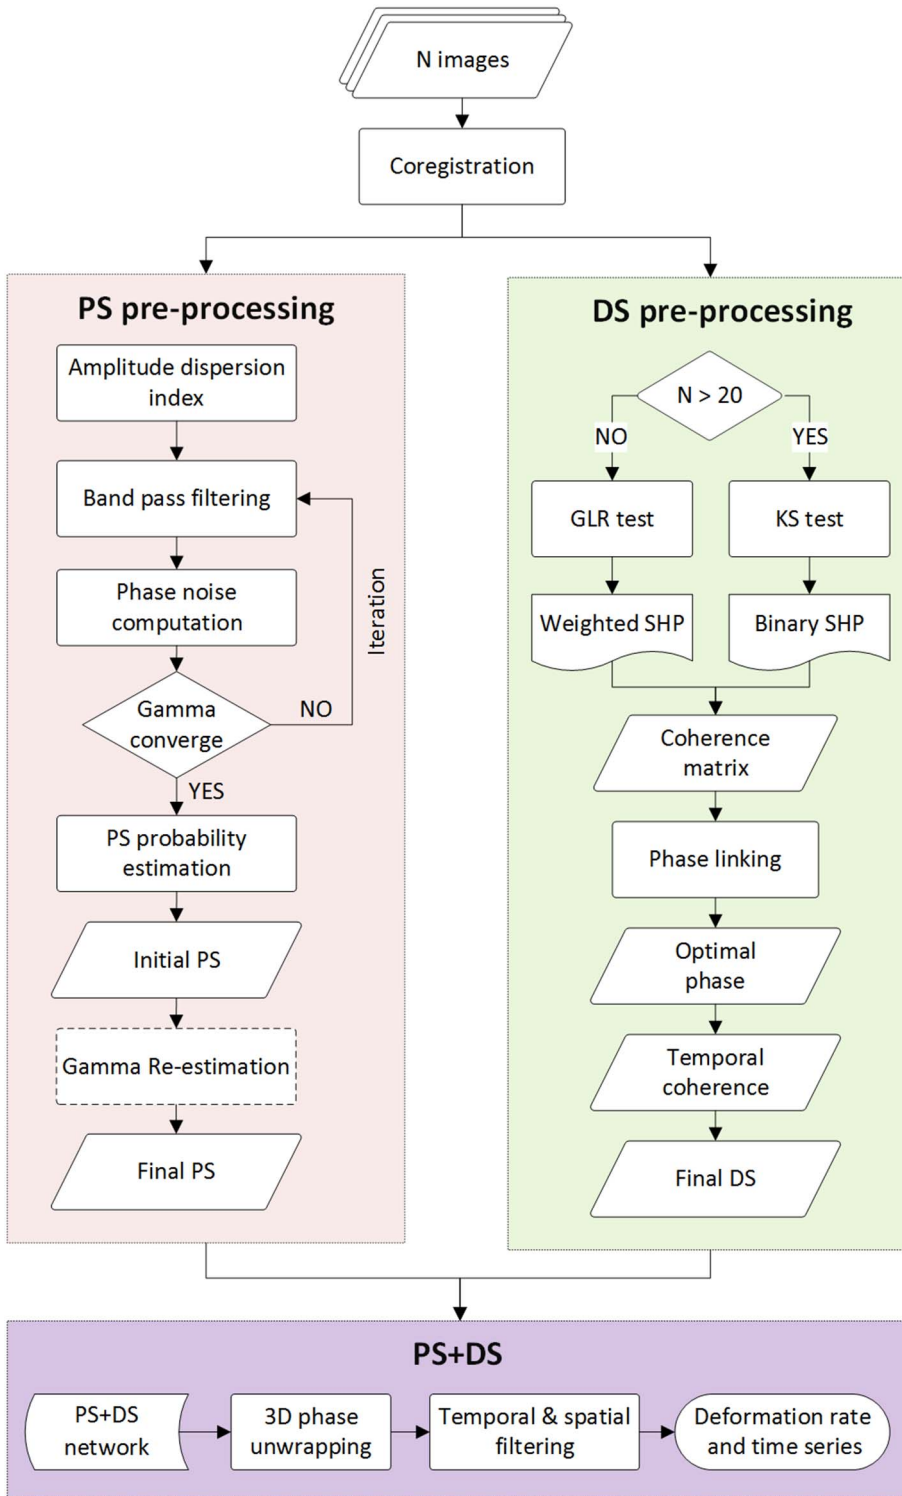 N images
Coregistration
PS pre-processing
Amplitude dispersion
index
Band pass filtering
Phase noise
computation
Iteration
Gamma
converge
NO
YES
PS probability
estimation
Initial PS
Gamma Re-estimation
Final PS
DS pre-processing
N > 20
NO
YES
GLR test
KS test
Weighted SHP
Binary SHP
Coherence
matrix
Phase linking
Optimal
phase
Temporal
coherence
Final DS
PS+DS
PS+DS
network
3D phase
unwrapping
Temporal & spatial
filtering
Deformation rate
and time series